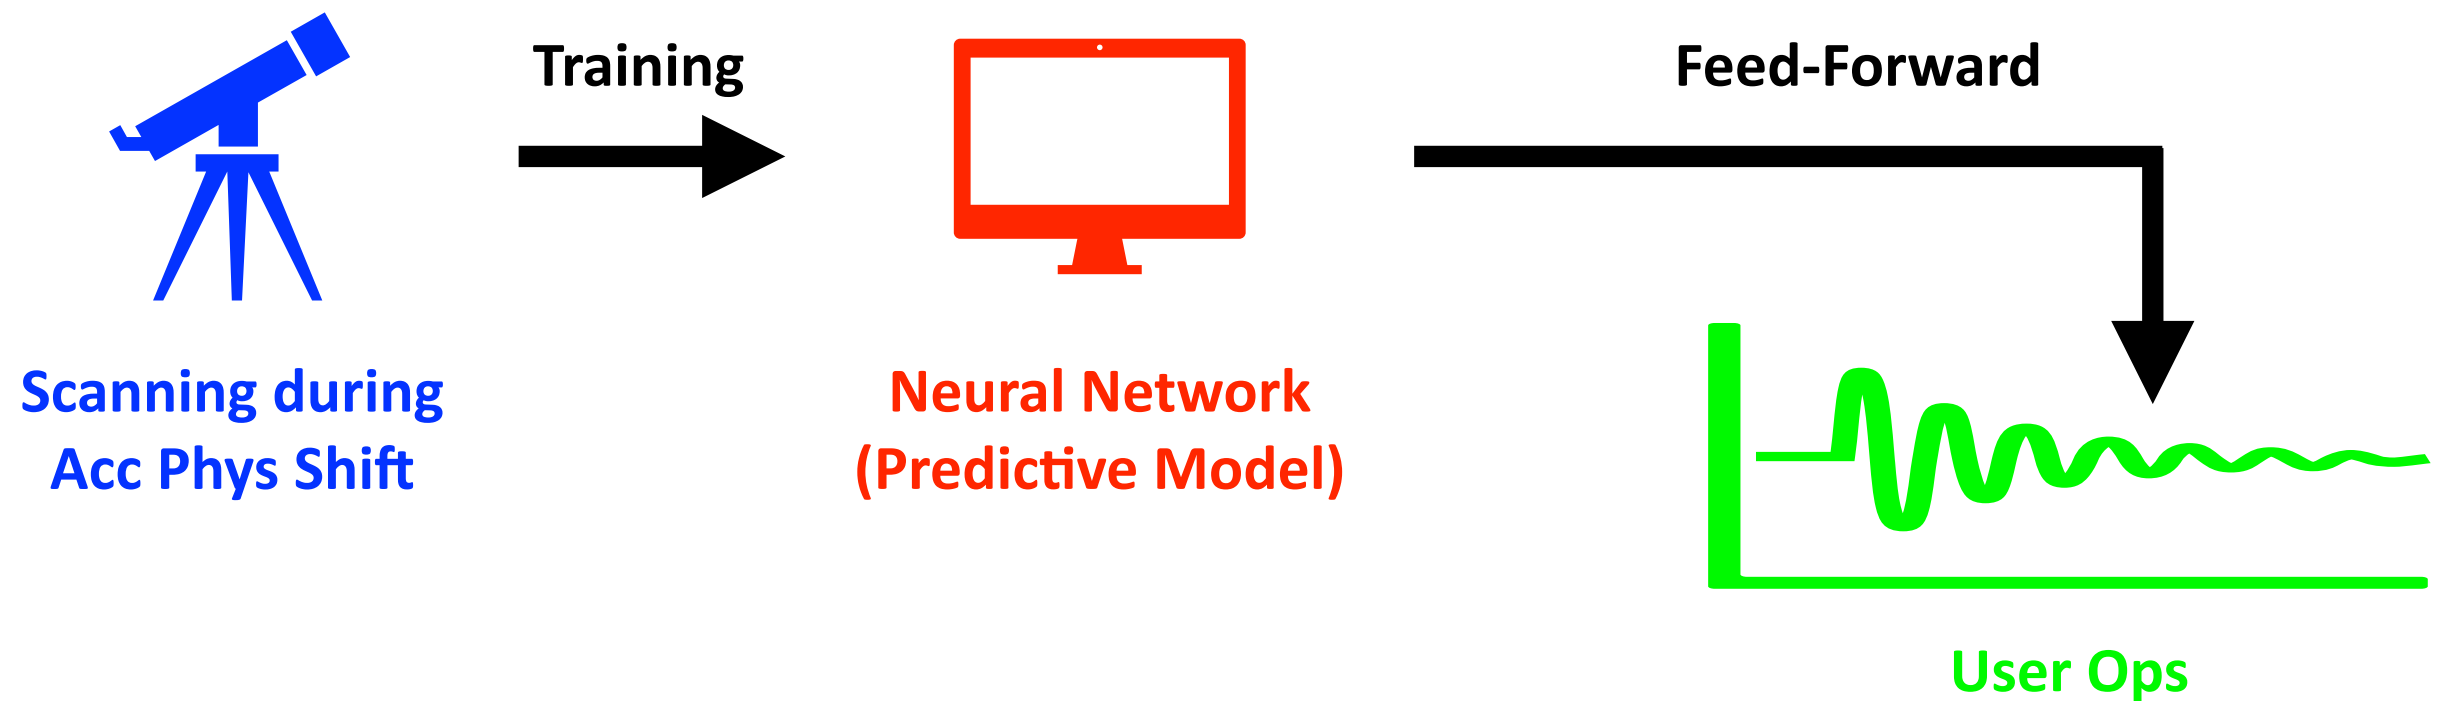 Training
Feed-Forward
Scanning during
Acc Phys Shift
Neural Network
(Predictive Model)
User Ops